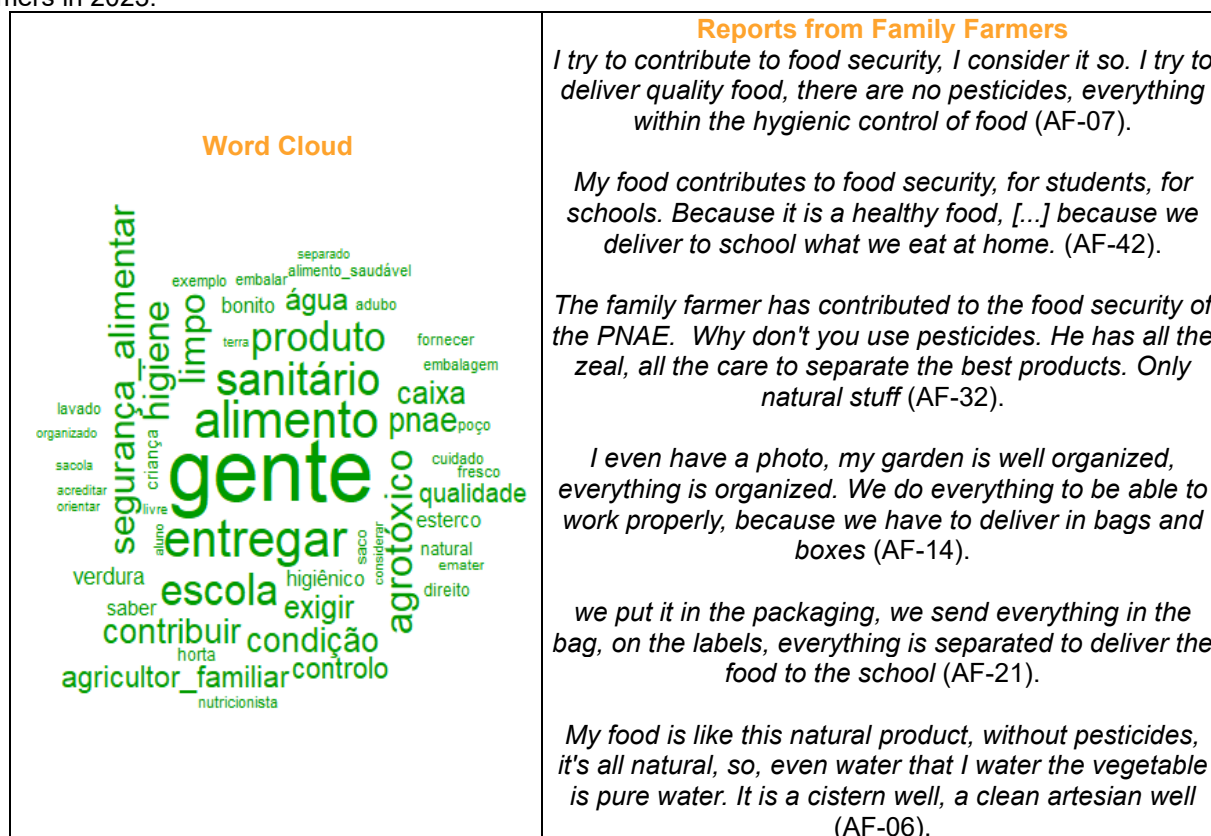 ners in 2023.
Word Cloud
segurança_alimentar
higiene
limpo
separado
exemplo embalar alimento_saudável
bonito água adubo
terra produto fornecer
embalagem
sanitário
caixa
lavado
alimento pnae poço
organizado
criança
gente
cuidado
fresco
sacola
qualidade
acreditar
orientar
livre
agrotóxico
esterco
aluno
entregar
saco
considerar
natural
emater
verdura
escola
higiênico
direito
saber
exigir
contribuir condição
horta
agricultor_familiar controlo
nutricionista
Reports from Family Farmers
I try to contribute to food security, I consider it so. I try to
deliver quality food, there are no pesticides, everything
within the hygienic control of food (AF-07).
My food contributes to food security, for students, for
schools. Because it is a healthy food, [...] because we
deliver to school what we eat at home. (AF-42).
The family farmer has contributed to the food security of
the PNAE. Why don't you use pesticides. He has all the
zeal, all the care to separate the best products. Only
natural stuff (AF-32).
I even have a photo, my garden is well organized,
everything is organized. We do everything to be able to
work properly, because we have to deliver in bags and
boxes (AF-14).
we put it in the packaging, we send everything in the
bag, on the labels, everything is separated to deliver the
food to the school (AF-21).
My food is like this natural product, without pesticides,
it's all natural, so, even water that I water the vegetable
is pure water. It is a cistern well, a clean artesian well
(AF-06).